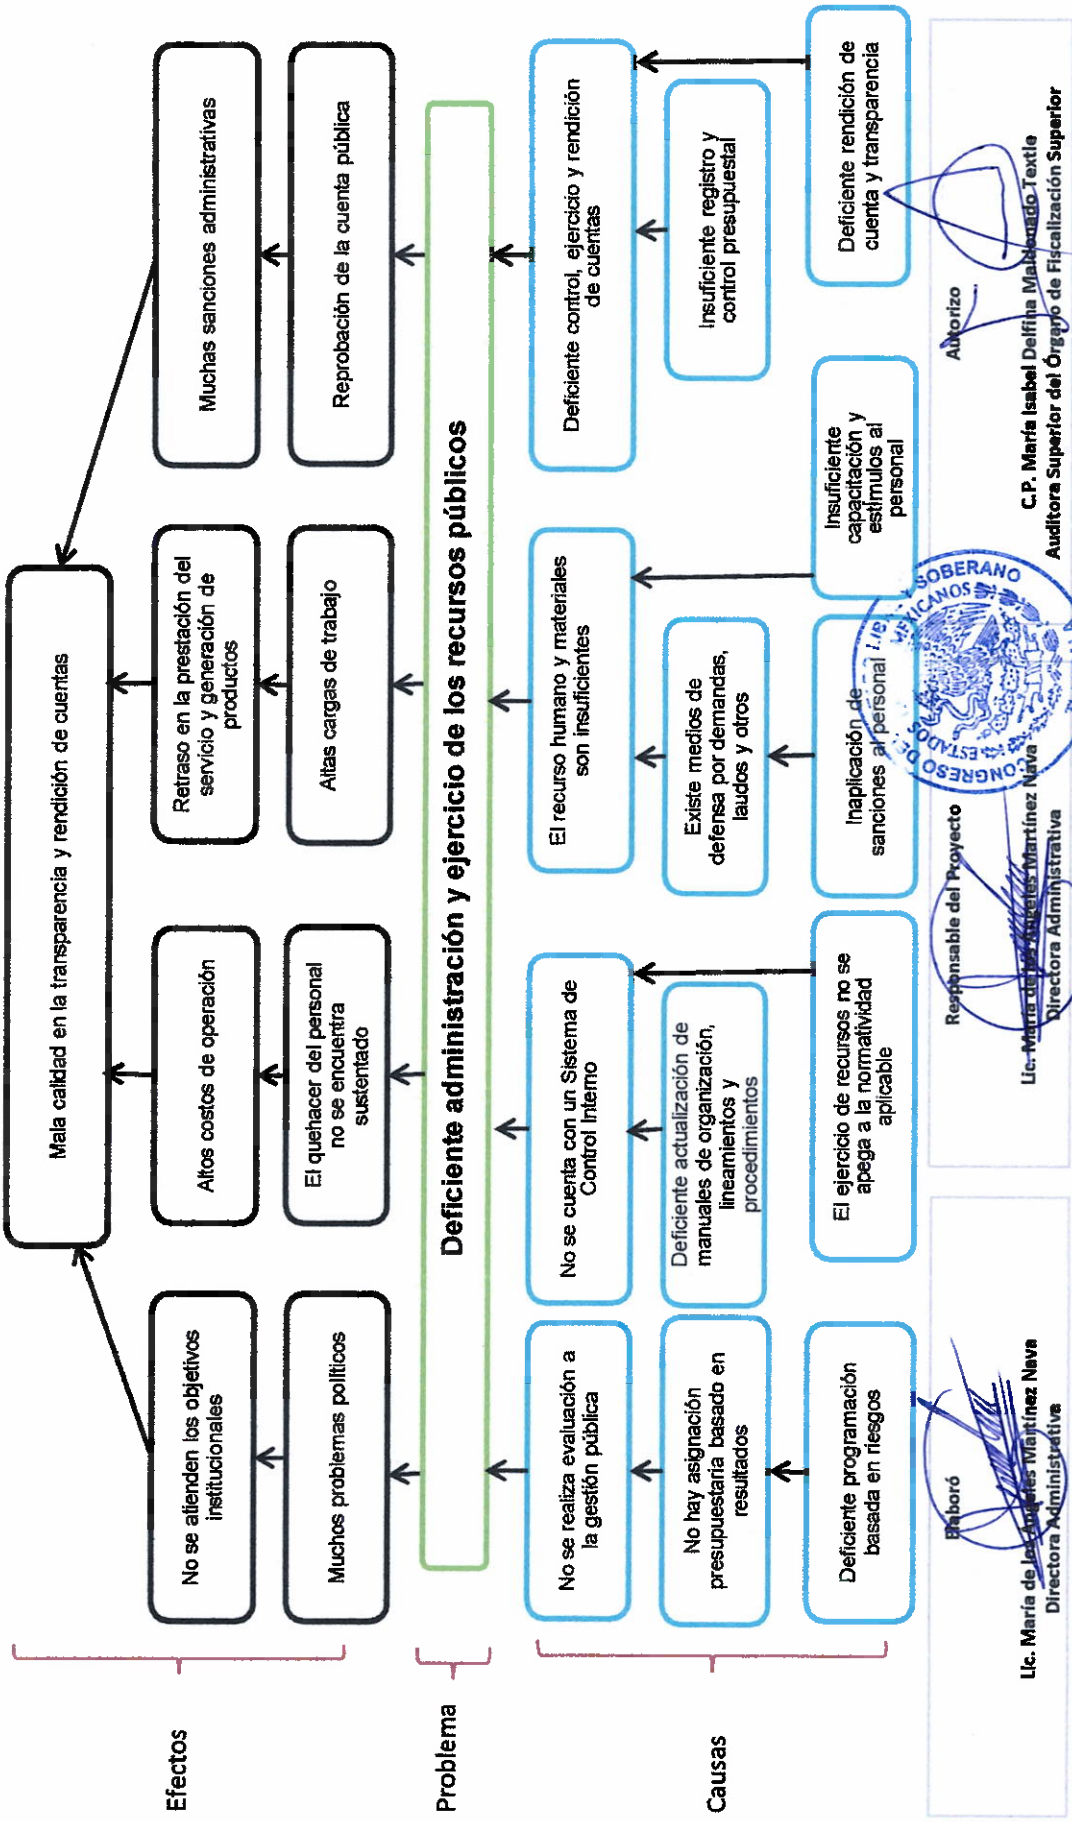 Efectos
Mala calidad en la transparencia y rendición de cuentas
No se atienden los objetivos
institucionales
Altos costos de operación
Retraso en la prestación del
servicio y generación de
productos
Muchas sanciones administrativas
Muchos problemas políticos
El quehacer del personal
no se encuentra
sustentado
Altas cargas de trabajo
Reprobación de la cuenta pública
Problema
Deficiente administración y ejercicio de los recursos públicos
Causas
No se realiza evaluación a
la gestión pública
No se cuenta con un Sistema de
Control Interno
El recurso humano y materiales
son insuficientes
Deficiente control, ejercicio y rendición
de cuentas
No hay asignación
presupuestaria basado en
resultados
Deficiente actualización de
manuales de organización,
lineamientos y
procedimientos
Existe medios de
defensa por demandas,
laudos y otros
Insuficiente registro y
control presupuestal
Deficiente programación
basada en riesgos
El ejercicio de recursos no se
apega a la normatividad
aplicable
Inaplicación de
sanciones al personal
Insuficiente
capacitación y
estímulos al
personal
Deficiente rendición de
cuenta y transparencia
Elaboró
Lic. María de los Angeles Martínez Nava
Directora Administrativa
Responsable del Proyecto
Lic. María de los Angeles Martínez Nava
Directora Administrativa
Autorizo
C.P. María Isabel Delfina Maldonado Textle
Auditora Superior del Órgano de Fiscalización Superior
CONGRESO DE
SOBERANO
ESTADOS
MEXICANOS